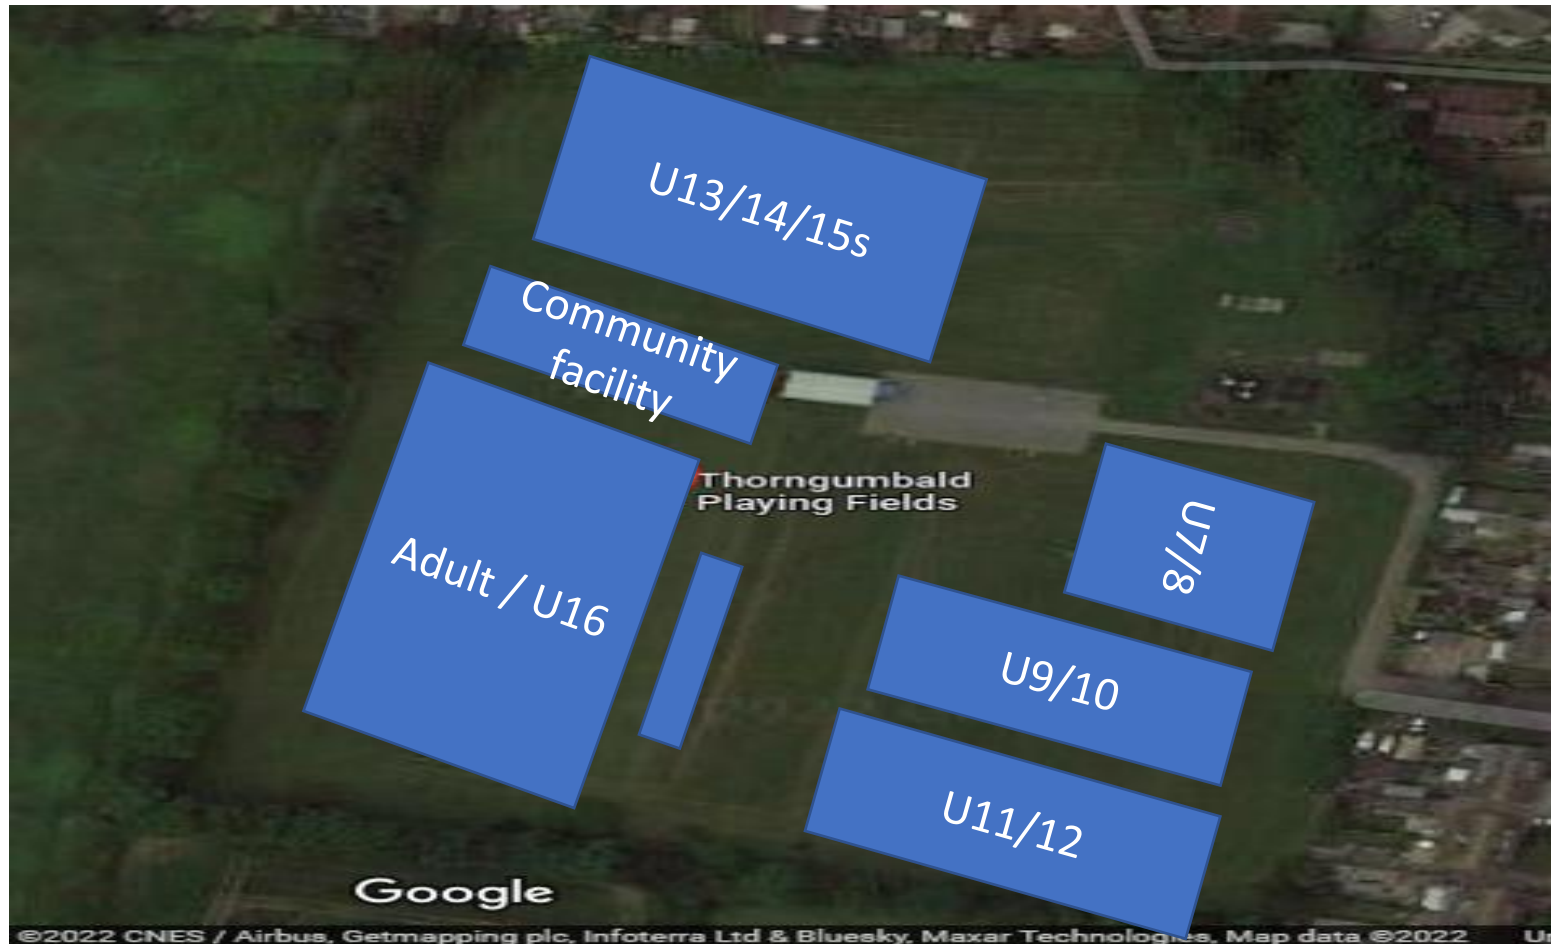 U13/14/15s
Community
facility
Thorngumbald
Playing Fields
Adult / U16
U7/8
U9/10
U11/12
Google
©2022 CNES / Airbus, Getmapping plc, Infoterra Ltd & Bluesky, Maxar Technologies, Map data ©2022